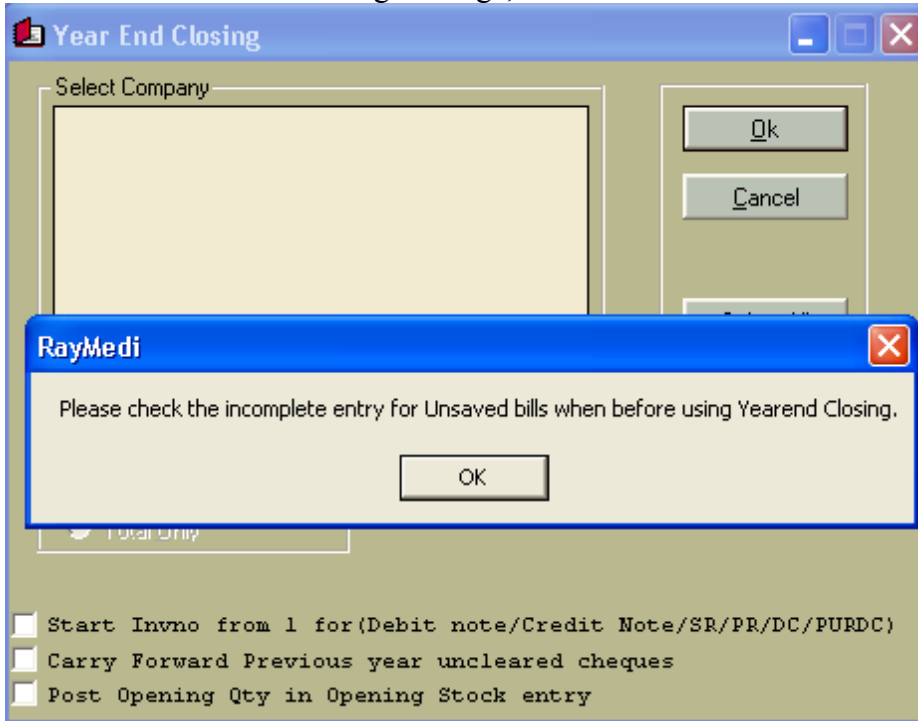 Year End Closing
Select Company
Ok
Cancel
RayMedi
Please check the incomplete entry for Unsaved bills when before using Yearend Closing.
OK
Total Only
Start Invno from 1 for(Debit note/Credit Note/SR/PR/DC/PURDC)
Carry Forward Previous year uncleared cheques
Post Opening Qty in Opening Stock entry